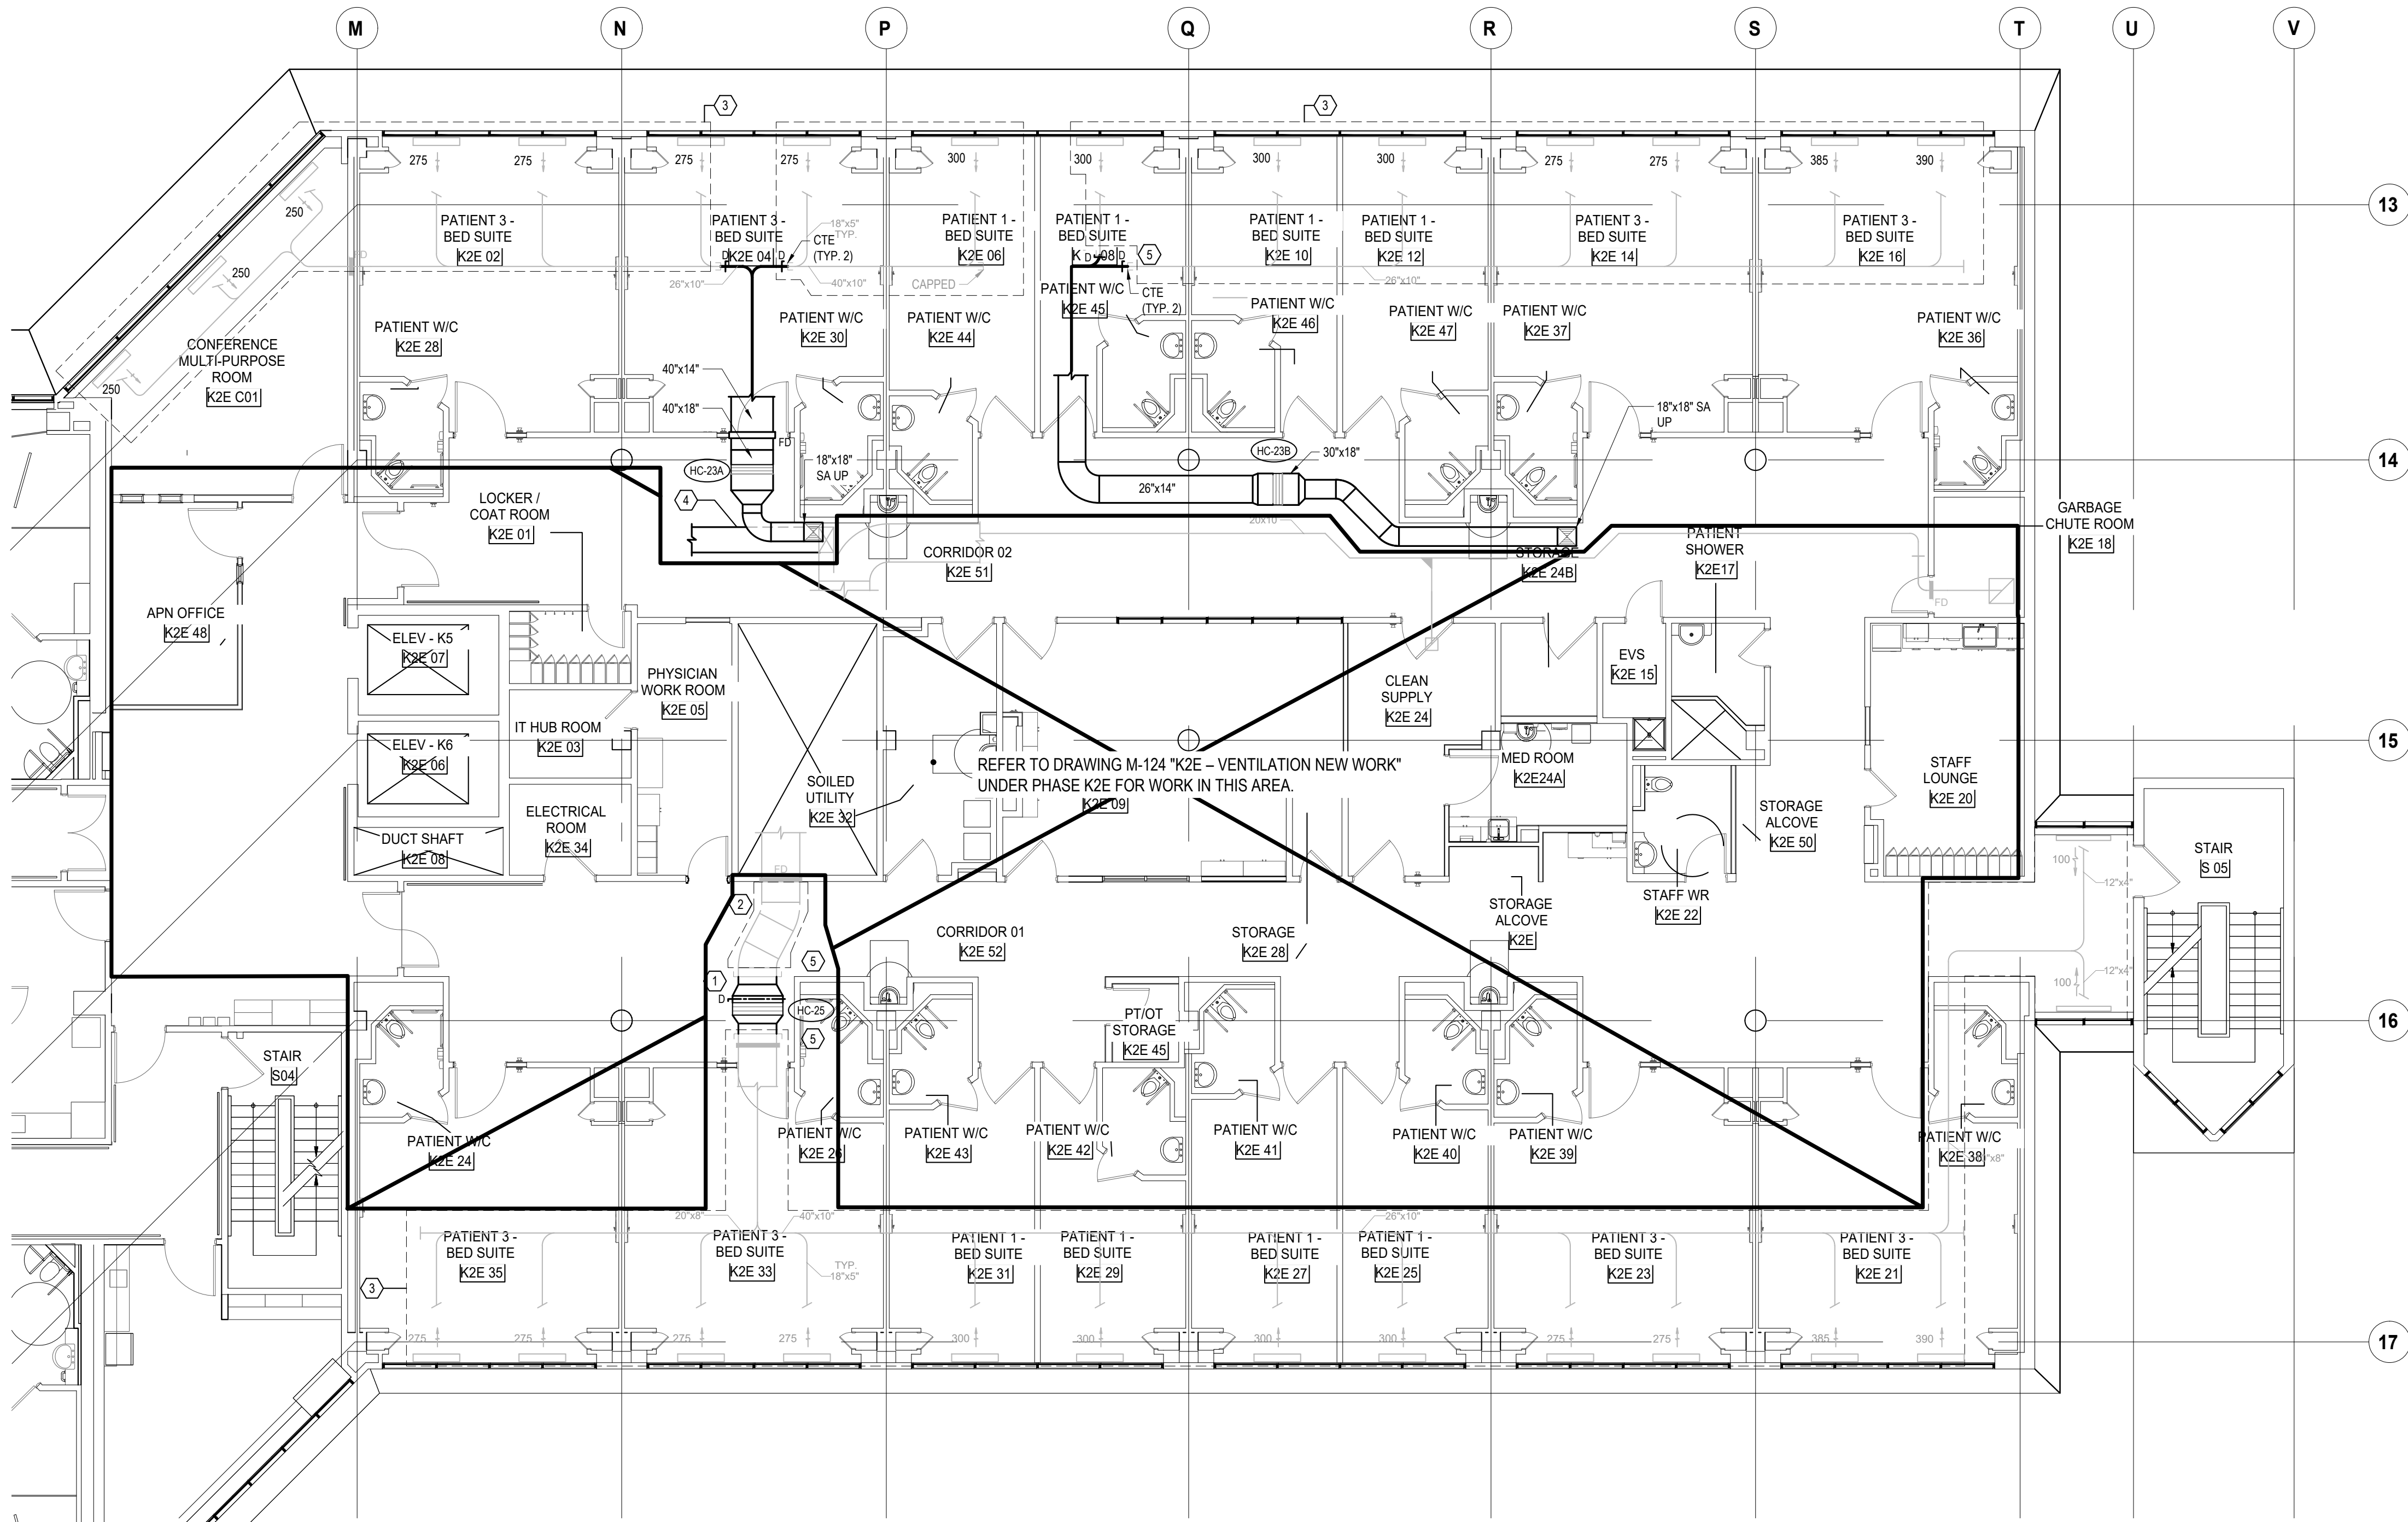 M
N
P
Q
R
S
T
U
V
3
3
275
275
275
275
300
300
300
300
275
275
385
390
250
250
250
13
PATIENT 3 -
BED SUITE
K2E 02
PATIENT 3 -
BED SUITE
K2E 04
18"x5"
TYP.
CTE
(TYP. 2)
D
D
PATIENT 1 -
BED SUITE
K2E 06
PATIENT 1 -
BED SUITE
D
D
5
PATIENT 1 -
BED SUITE
K2E 10
PATIENT 1 -
BED SUITE
K2E 12
PATIENT 3 -
BED SUITE
K2E 14
PATIENT 3 -
BED SUITE
K2E 16
FD
26"x10"
40"x10"
CAPPED
26"x10"
CTE
(TYP. 2)
CONFERENCE
MULTI-PURPOSE
ROOM
K2E C01
PATIENT W/C
K2E 28
PATIENT W/C
K2E 30
PATIENT W/C
K2E 44
PATIENT W/C
K2E 45
PATIENT W/C
K2E 46
PATIENT W/C
K2E 47
PATIENT W/C
K2E 37
PATIENT W/C
K2E 36
40"x14"
40"x18"
FD
HC-23A
18"x18"
SA UP
4
HC-23B
30"x18"
26"x14"
18"x18" SA
UP
20x10
14
LOCKER /
COAT ROOM
K2E 01
CORRIDOR 02
K2E 51
STORAGE
K2E 24B
PATIENT
SHOWER
K2E17
GARBAGE
CHUTE ROOM
K2E 18
FD
APN OFFICE
K2E 48
ELEV - K5
K2E 07
ELEV - K6
K2E 06
DUCT SHAFT
K2E 08
IT HUB ROOM
K2E 03
ELECTRICAL
ROOM
K2E 34
PHYSICIAN
WORK ROOM
K2E 05
SOILED
UTILITY
K2E 32
REFER TO DRAWING M-124 "K2E – VENTILATION NEW WORK"
UNDER PHASE K2E FOR WORK IN THIS AREA.
K2E 09
CLEAN
SUPPLY
K2E 24
EVS
K2E 15
MED ROOM
K2E24A
STAFF
LOUNGE
K2E 20
STORAGE
ALCOVE
K2E 50
15
FD
2
1
D
HC-25
5
5
CORRIDOR 01
K2E 52
STORAGE
K2E 28
STORAGE
ALCOVE
K2E
STAFF WR
K2E 22
100
12"x4"
100
12"x4"
STAIR
S 05
PT/OT
STORAGE
K2E 45
16
STAIR
S04
PATIENT W/C
K2E 24
PATIENT W/C
K2E 26
PATIENT W/C
K2E 43
PATIENT W/C
K2E 42
PATIENT W/C
K2E 41
PATIENT W/C
K2E 40
PATIENT W/C
K2E 39
PATIENT W/C
K2E 38
20"x8"
40"x10"
26"x10"
PATIENT 3 -
BED SUITE
K2E 35
PATIENT 3 -
BED SUITE
K2E 33
TYP.
18"x5"
PATIENT 1 -
BED SUITE
K2E 31
PATIENT 1 -
BED SUITE
K2E 29
PATIENT 1 -
BED SUITE
K2E 27
PATIENT 1 -
BED SUITE
K2E 25
PATIENT 3 -
BED SUITE
K2E 23
PATIENT 3 -
BED SUITE
K2E 21
3
275
275
275
275
300
300
300
300
275
275
385
390
17